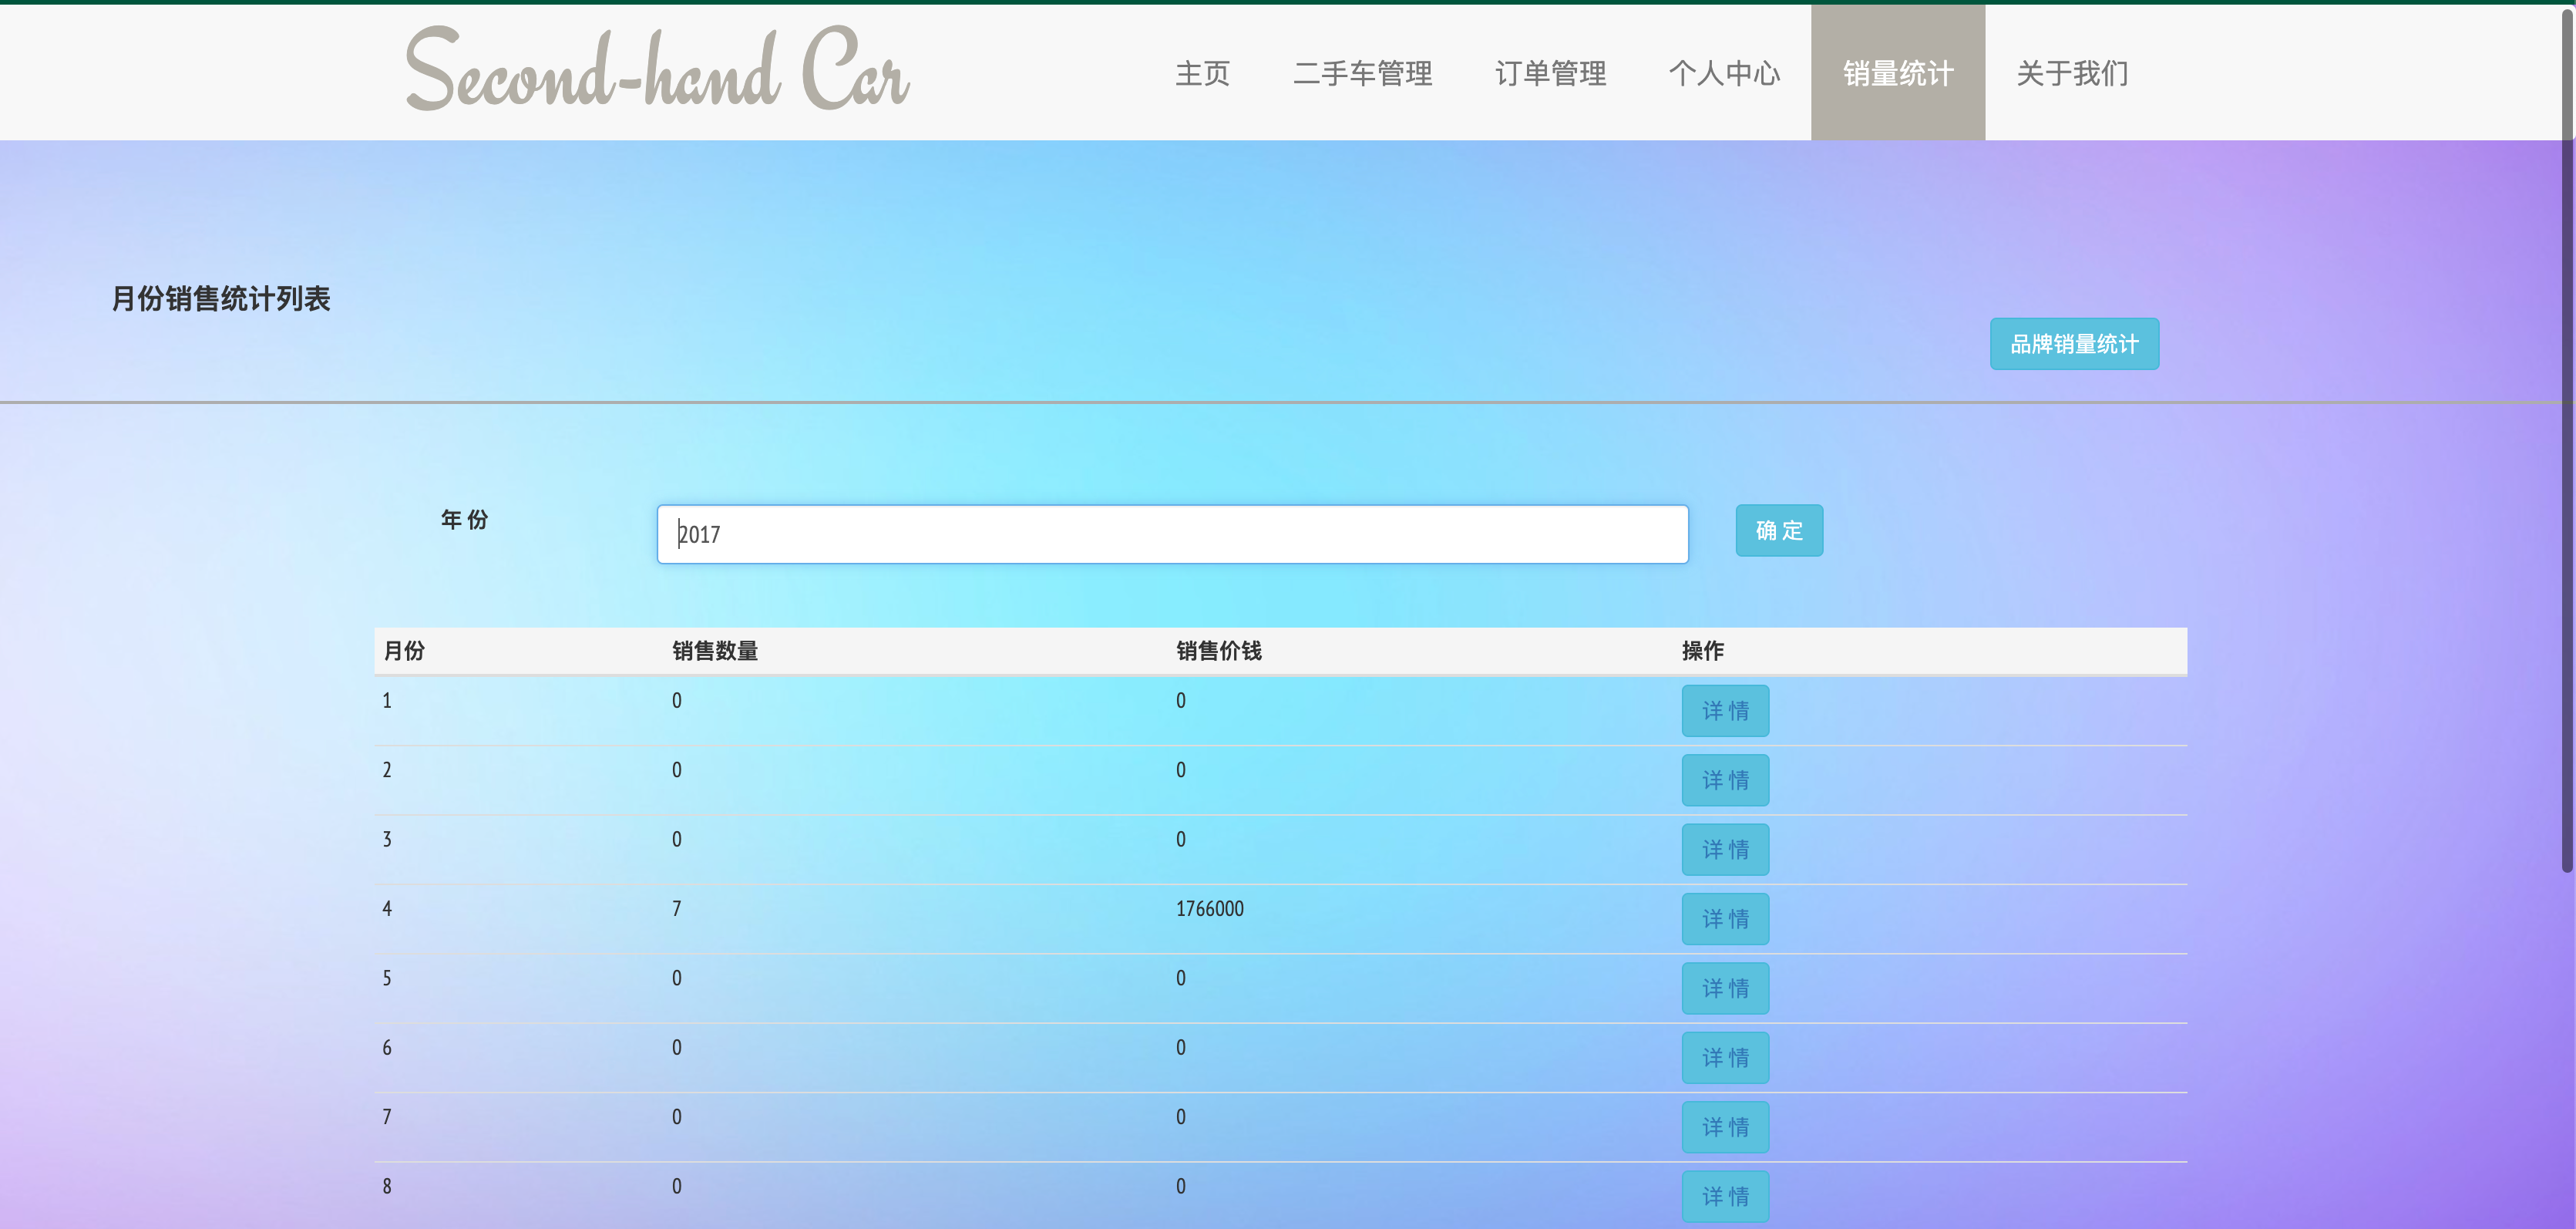 Second-hand Car 主页 二手车管理 订单管理 个人中心 销量统计 关于我们
月份销售统计列表
品牌销量统计
年 份 2017 确 定
月份 销售数量 销售价钱 操作
1 0 0 详 情
2 0 0 详 情
3 0 0 详 情
4 7 1766000 详 情
5 0 0 详 情
6 0 0 详 情
7 0 0 详 情
8 0 0 详 情